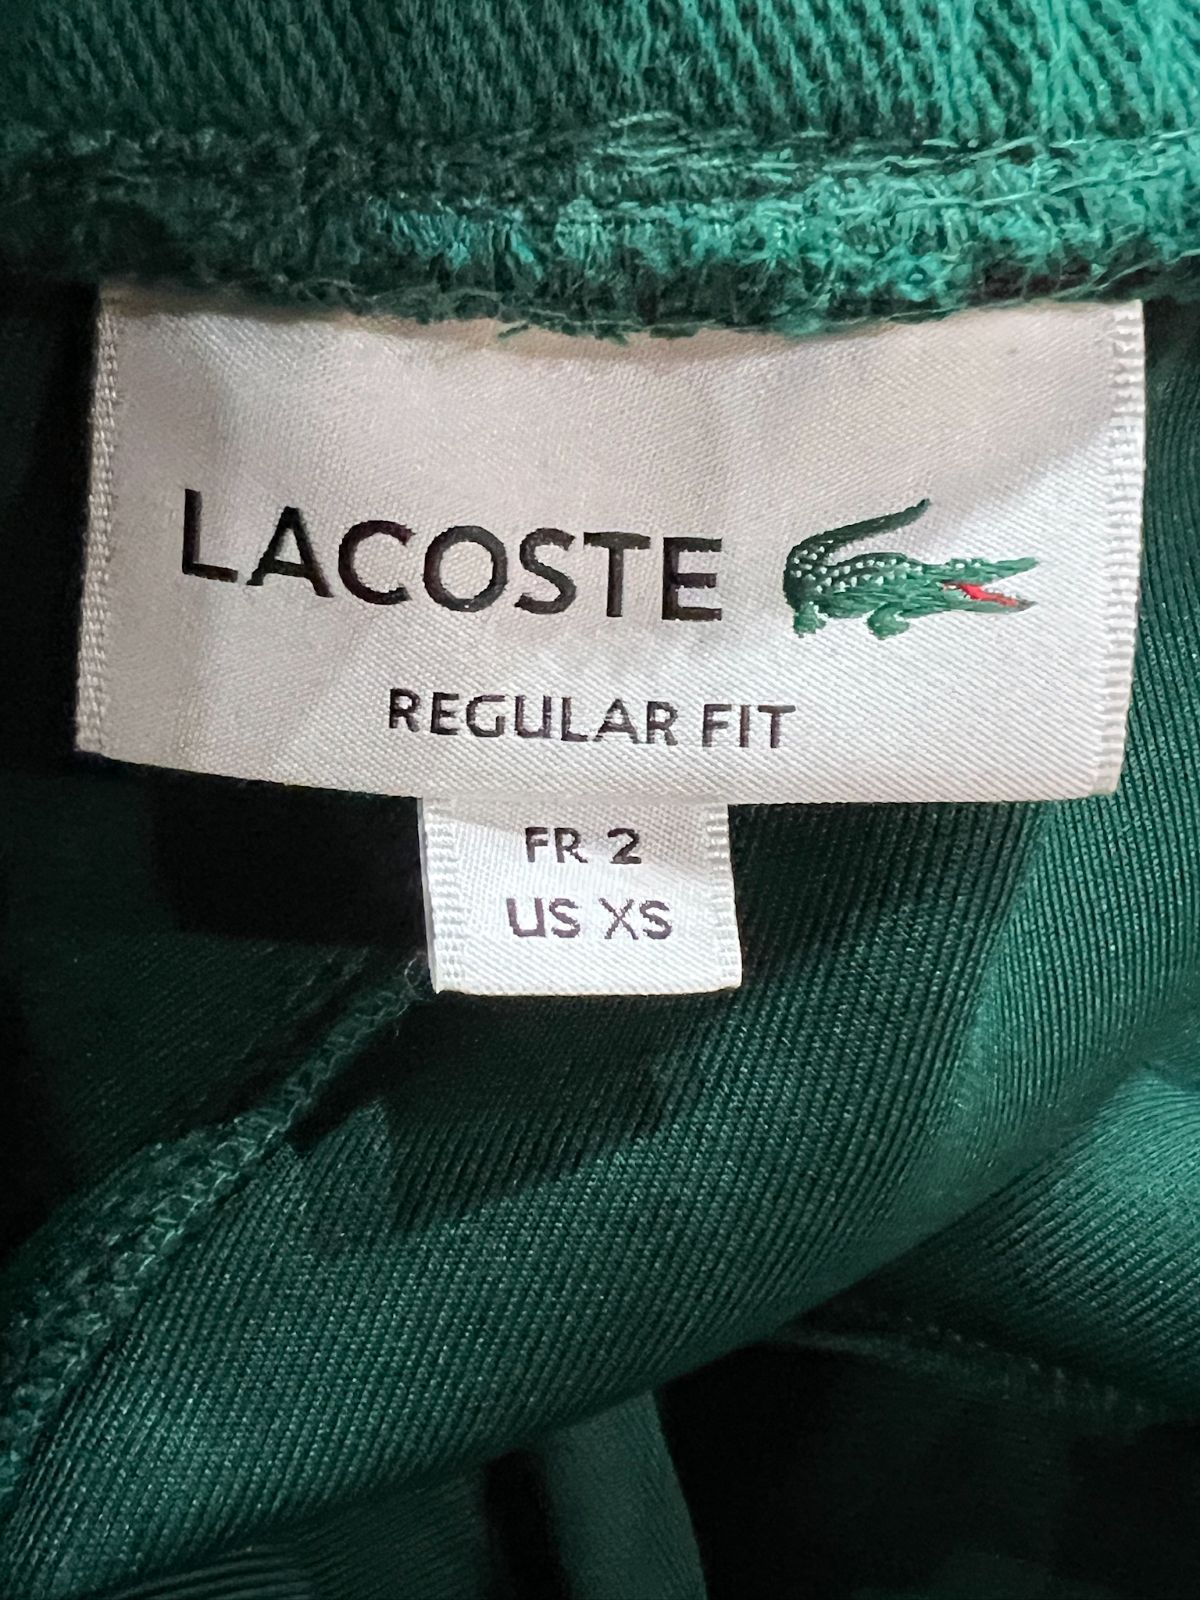 LACOSTE
REGULAR FIT
FR 2
US XS